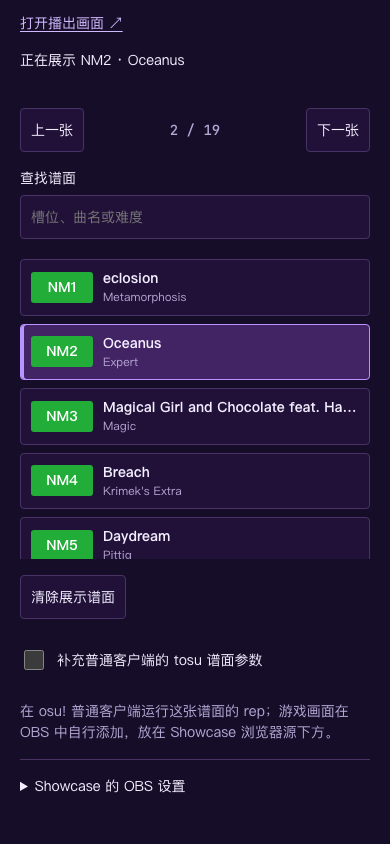 打开播出画面 ↗
正在展示 NM2 · Oceanus
上一张
2 / 19
下一张
查找谱面
槽位、曲名或难度
NM1
eclosion
Metamorphosis
NM2
Oceanus
Expert
NM3
Magical Girl and Chocolate feat. Ha...
Magic
NM4
Breach
Krimek's Extra
NM5
Daydream
Pittig
清除展示谱面
补充普通客户端的 tosu 谱面参数
在 osu! 普通客户端运行这张谱面的 rep；游戏画面在
OBS 中自行添加，放在 Showcase 浏览器源下方。
▶ Showcase 的 OBS 设置